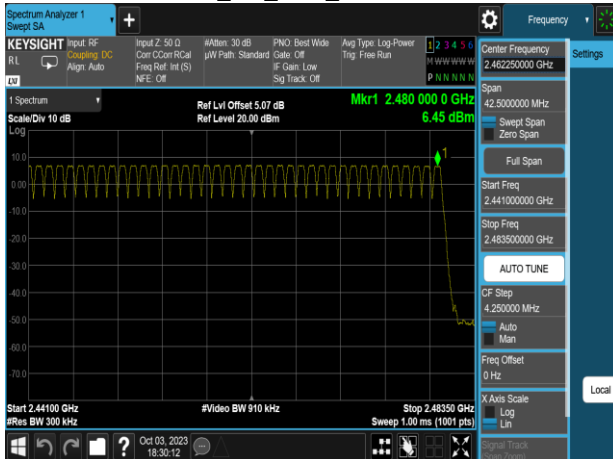 Spectrum Analyzer 1
Swept SA
+
Frequency
KEYSIGHT
RL
LXI
Input: RF
Coupling: DC
Align: Auto
Input Z: 50 Ω
Corr CCorr RCal
Freq Ref: Int (S)
NFE: Off
#Atten: 30 dB
µW Path: Standard
PNO: Best Wide
Gate: Off
IF Gain: Low
Sig Track: Off
Avg Type: Log-Power
Trig: Free Run
1 2 3 4 5 6
M W W W W W
P N N N N N
1 Spectrum
Scale/Div 10 dB
Log
Ref Lvl Offset 5.07 dB
Ref Level 20.00 dBm
Mkr1 2.480 000 0 GHz
6.45 dBm
1
10.0
0.00
-10.0
-20.0
-30.0
-40.0
-50.0
-60.0
-70.0
Start 2.44100 GHz
#Res BW 300 kHz
#Video BW 910 kHz
Stop 2.48350 GHz
Sweep 1.00 ms (1001 pts)
?
Oct 03, 2023
18:30:12
Center Frequency
2.462250000 GHz
Span
42.5000000 MHz
Swept Span
Zero Span
Full Span
Start Freq
2.441000000 GHz
Stop Freq
2.483500000 GHz
AUTO TUNE
CF Step
4.250000 MHz
Auto
Man
Freq Offset
0 Hz
X Axis Scale
Log
Lin
Signal Track
(Span Zoom)
Settings
Local